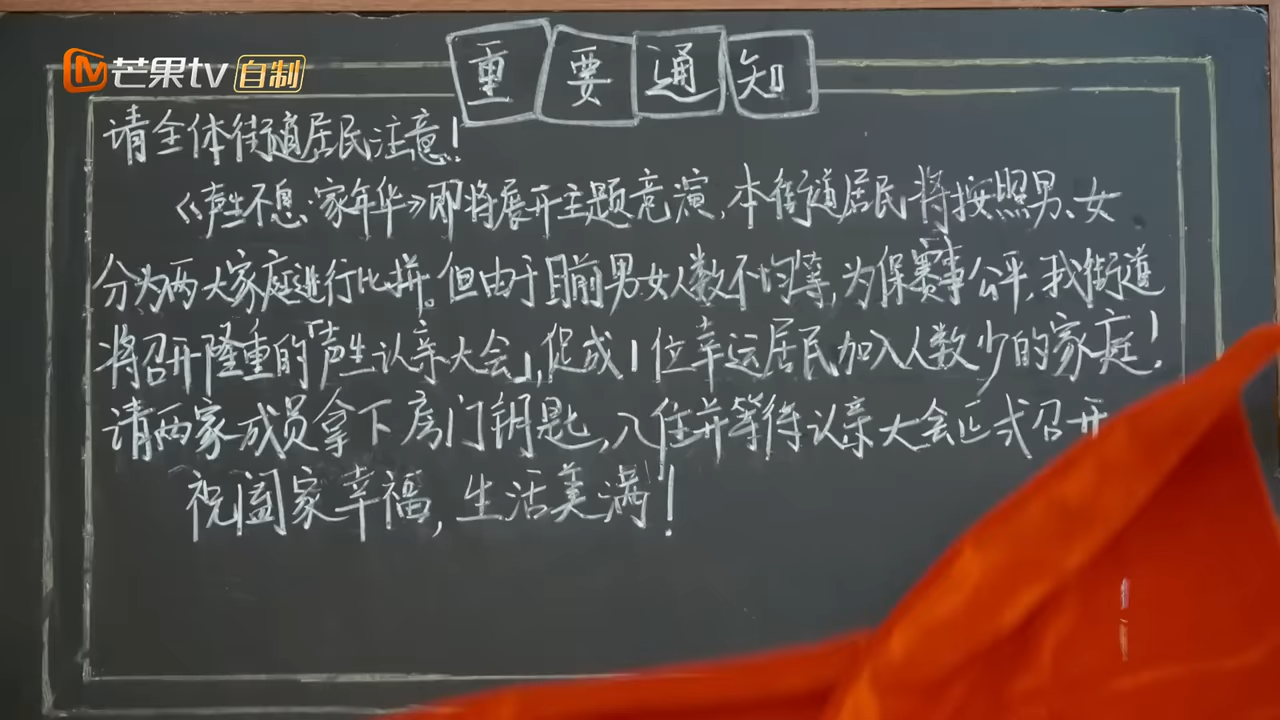 芒果tv 自制
重要通知
请全体街道居民注意!
《声生不息·家年华》即将展开主题竞演,本街道居民将按照男、女
分为两大家庭进行比拼。但由于目前男女人数不均等,为保赛事公平,我街道
将召开隆重的「声生认亲大会」,促成1位幸运居民加入人数少的家庭!
请两家成员拿下房门钥匙,入住并等待认亲大会正式召开
祝阖家幸福,生活美满!